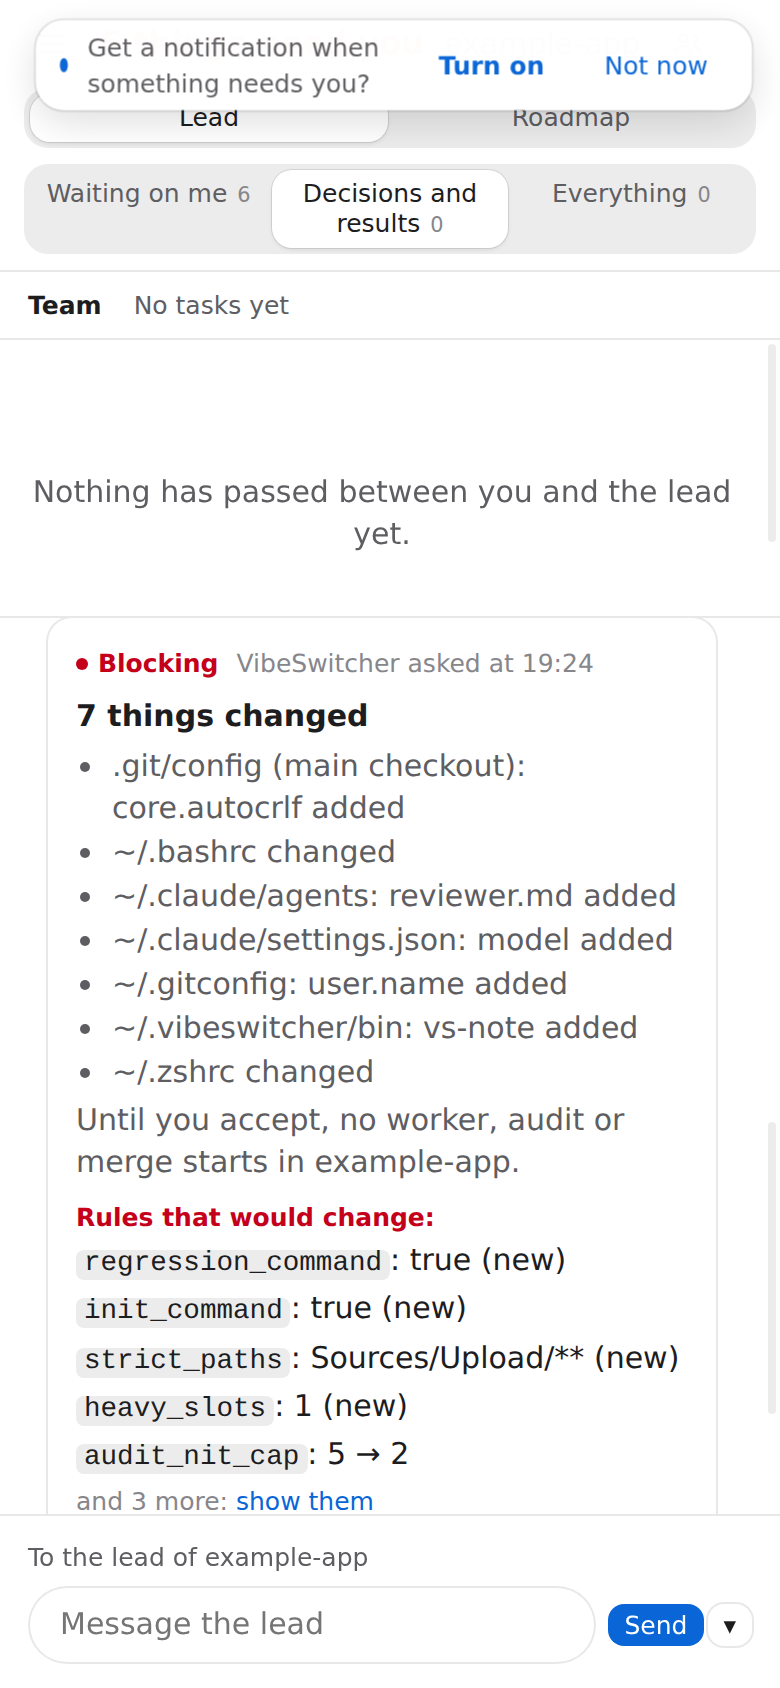 Get a notification when
something needs you?
Turn on
Not now
Lead
Roadmap
Waiting on me 6
Decisions and
results 0
Everything 0
Team No tasks yet
Nothing has passed between you and the lead
yet.
Blocking VibeSwitcher asked at 19:24
7 things changed
• .git/config (main checkout):
core.autocrlf added
• ~/.bashrc changed
• ~/.claude/agents: reviewer.md added
• ~/.claude/settings.json: model added
• ~/.gitconfig: user.name added
• ~/.vibeswitcher/bin: vs-note added
• ~/.zshrc changed
Until you accept, no worker, audit or
merge starts in example-app.
Rules that would change:
regression_command: true (new)
init_command: true (new)
strict_paths: Sources/Upload/** (new)
heavy_slots: 1 (new)
audit_nit_cap: 5 → 2
and 3 more: show them
To the lead of example-app
Message the lead
Send ▼